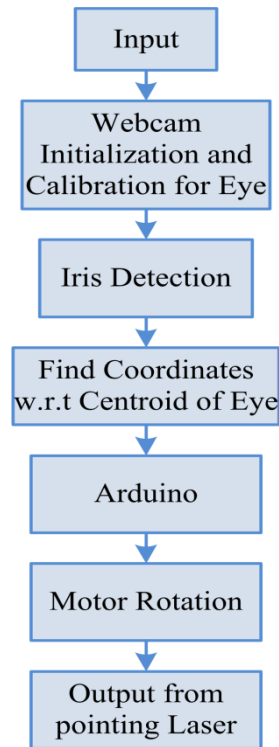 Input
Webcam
Initialization and
Calibration for Eye
Iris Detection
Find Coordinates
w.r.t Centroid of Eye
Arduino
Motor Rotation
Output from
pointing Laser